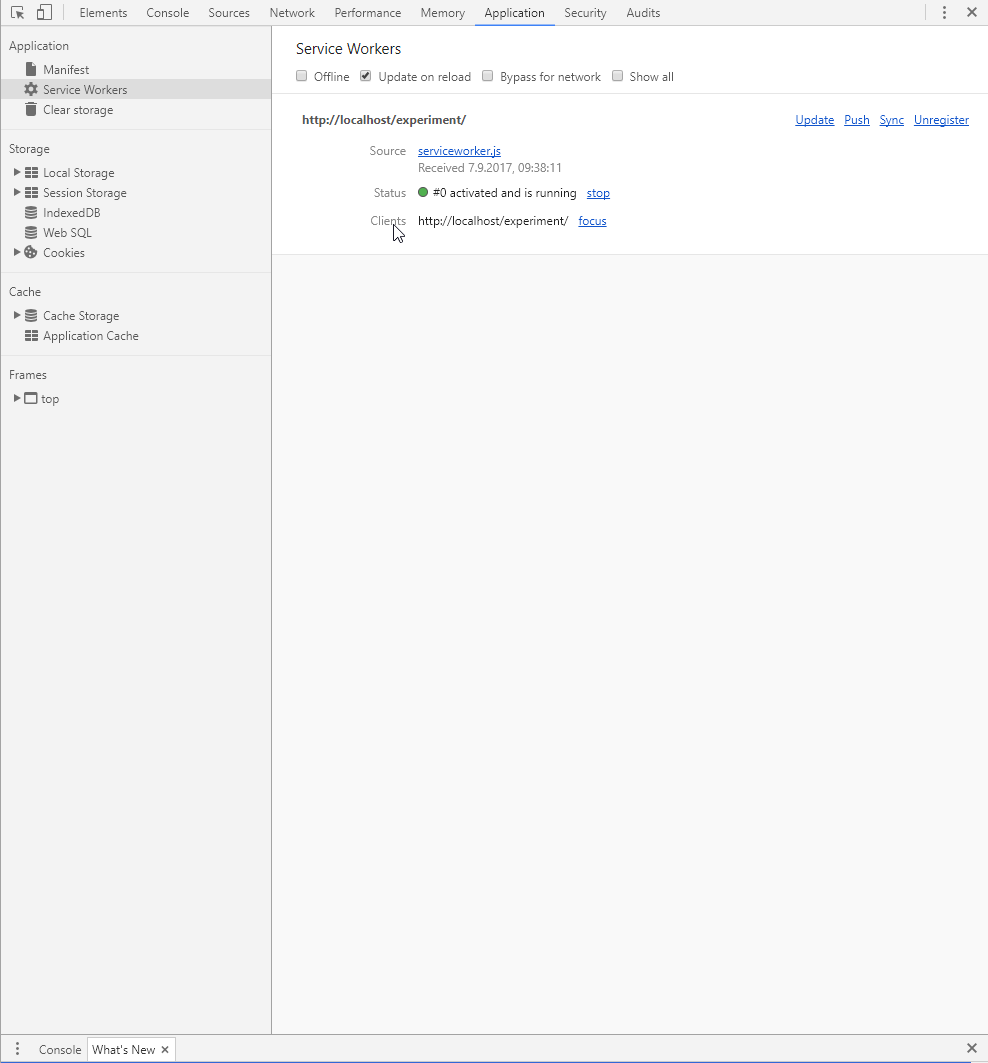 Elements Console Sources Network Performance Memory Application Security Audits
Application
Manifest
Service Workers
Clear storage
Storage
Local Storage
Session Storage
IndexedDB
Web SQL
Cookies
Cache
Cache Storage
Application Cache
Frames
top
Service Workers
Offline Update on reload Bypass for network Show all
http://localhost/experiment/ Update Push Sync Unregister
Source serviceworker.js
Received 7.9.2017, 09:38:11
Status #0 activated and is running stop
Clients http://localhost/experiment/ focus
Console What's New